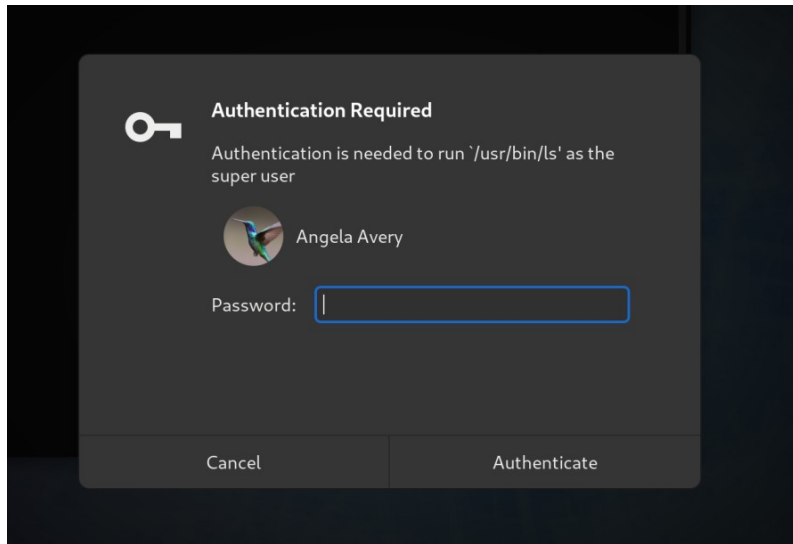 Authentication Required
Authentication is needed to run `/usr/bin/ls' as the
super user
Angela Avery
Password:
Cancel
Authenticate